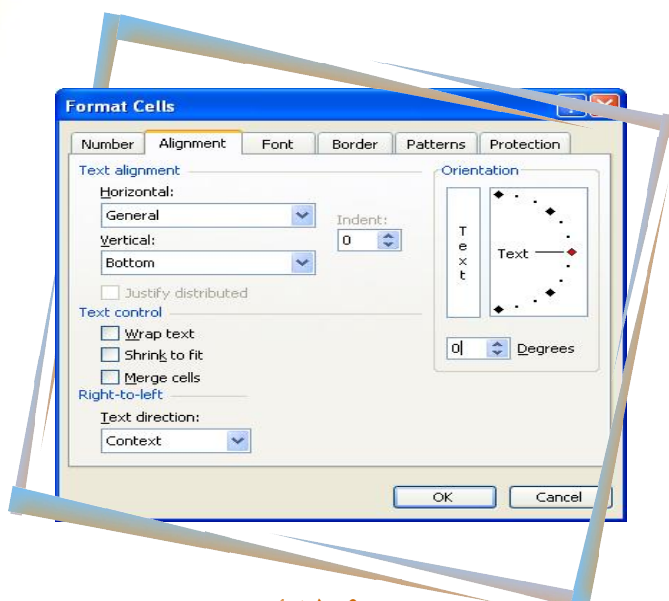 Format Cells
Number Alignment Font Border Patterns Protection
Text alignment
Horizontal:
General
Indent:
0
Vertical:
Bottom
Justify distributed
Text control
Wrap text
Shrink to fit
Merge cells
Right-to-left
Text direction:
Context
Orientation
Text
Text
0 Degrees
OK Cancel